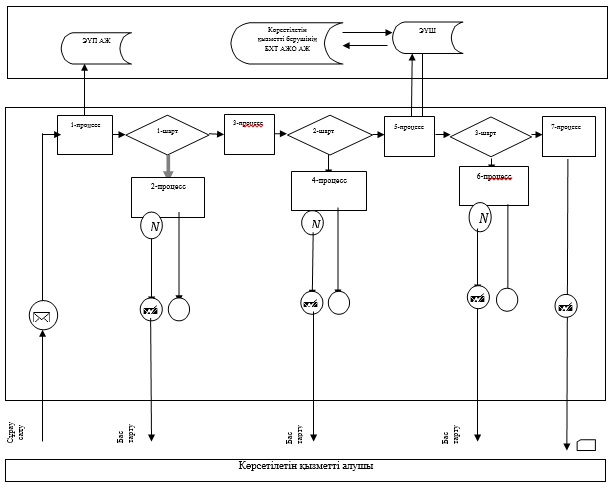 ЭҮП АЖ
Көрсетілетін
қызметті берушінің
БХТ АЖО АЖ
ЭҮШ
1-процесс
1-шарт
3-процесс
2-шарт
5-процесс
3-шарт
7-процесс
2-процесс
4-процесс
6-процесс
N
N
N
Сұрау
салу
Бас
тарту
Бас
тарту
Бас
тарту
Көрсетілетін қызметті алушы